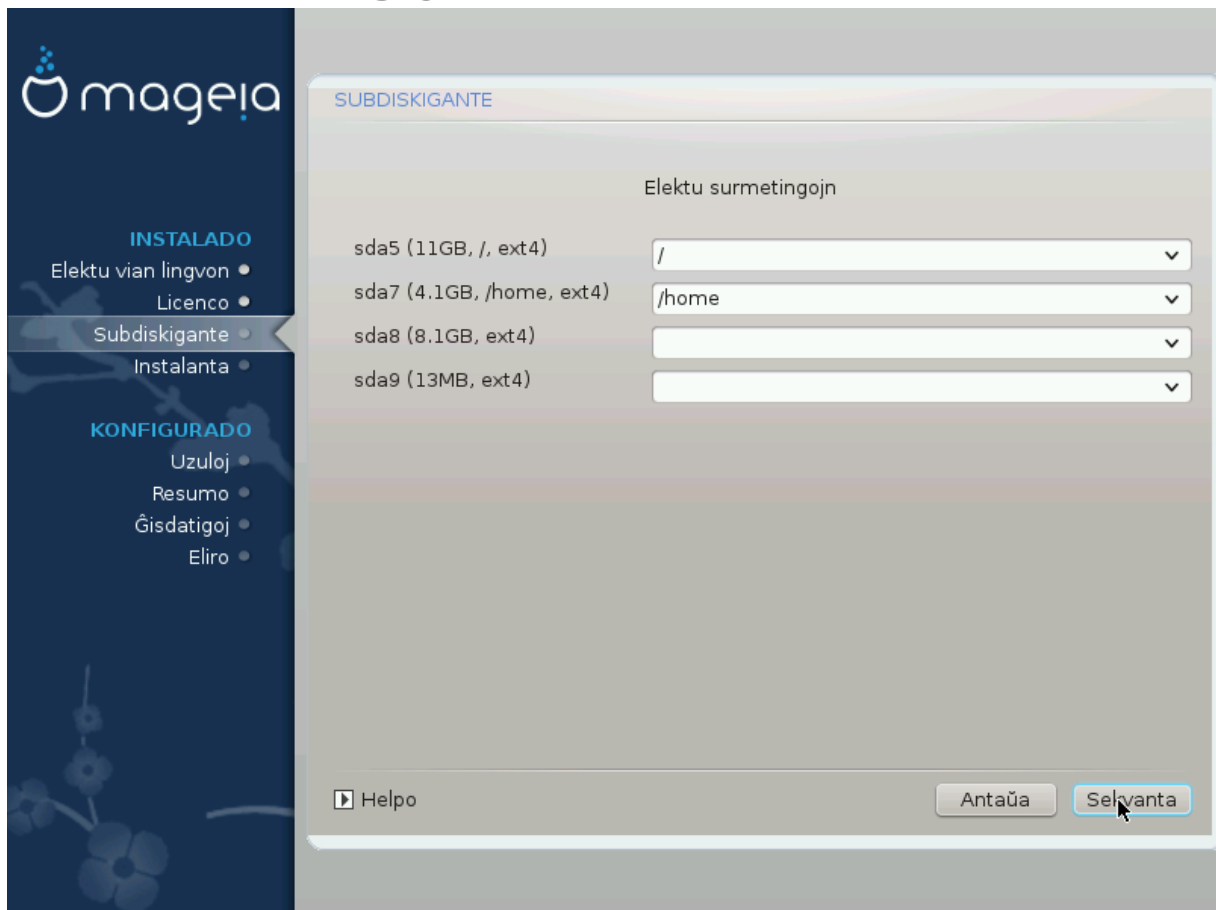 mageia
SUBDISKIGANTE
Elektu surmetingojn
INSTALADO
Elektu vian lingvon
Licenco
Subdiskigante
Instalanta
KONFIGURADO
Uzuloj
Resumo
Ĝisdatigoj
Eliro
sda5 (11GB, /, ext4)
/
sda7 (4.1GB, /home, ext4)
/home
sda8 (8.1GB, ext4)
sda9 (13MB, ext4)
Helpo
Antaŭa
Sekvanta